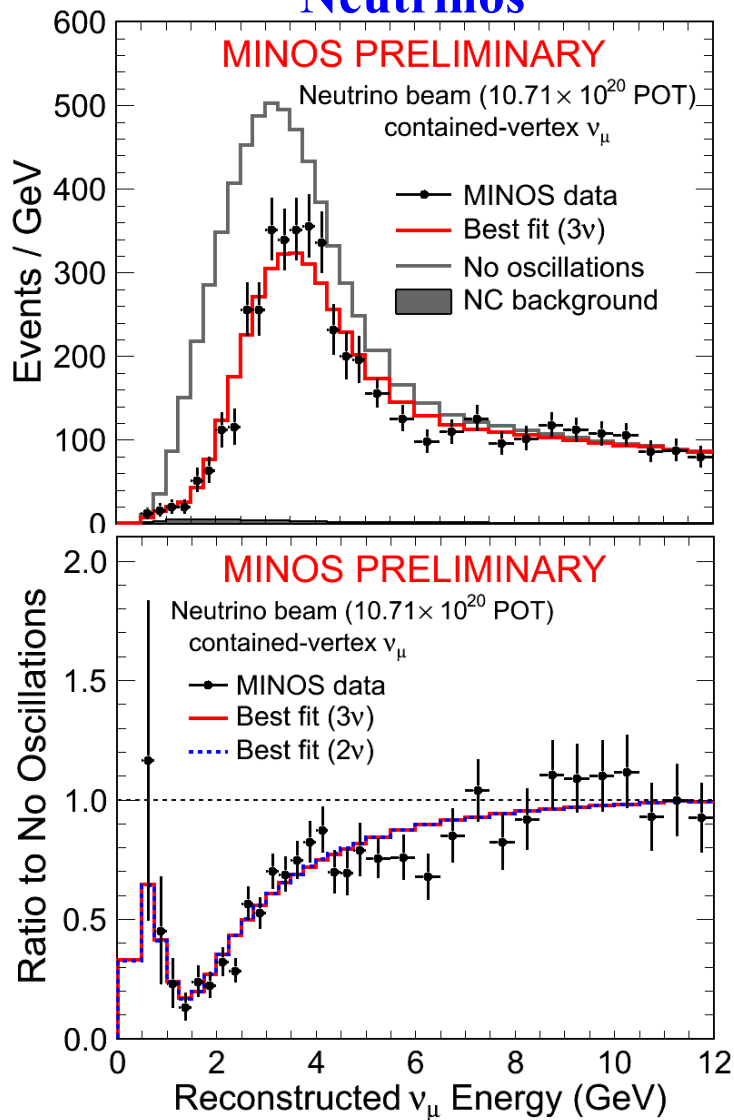 Neutrinos
MINOS PRELIMINARY
Neutrino beam (10.71 × 10²⁰ POT)
contained-vertex νμ
MINOS data
Best fit (3ν)
No oscillations
NC background
Events / GeV
600
500
400
300
200
100
0
MINOS PRELIMINARY
Neutrino beam (10.71 × 10²⁰ POT)
contained-vertex νμ
MINOS data
Best fit (3ν)
Best fit (2ν)
Ratio to No Oscillations
2.0
1.5
1.0
0.5
0.0
0 2 4 6 8 10 12
Reconstructed νμ Energy (GeV)